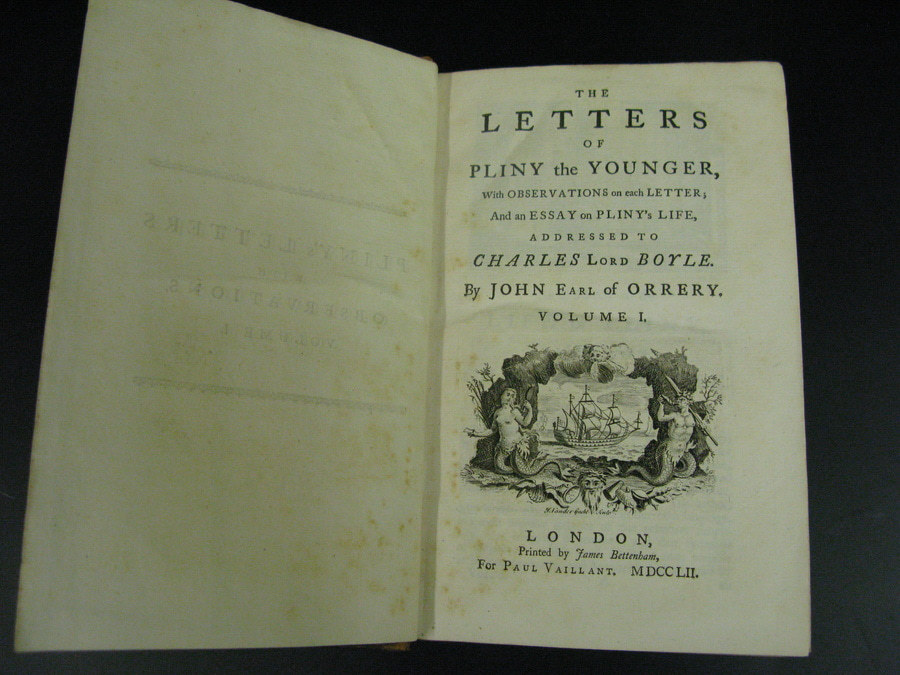 THE
LETTERS
OF
PLINY the YOUNGER,
With OBSERVATIONS on each LETTER;
And an ESSAY on PLINY's LIFE,
ADDRESSED TO
CHARLES LORD BOYLE.
By JOHN EARL of ORRERY.
VOLUME I.
LONDON,
Printed by James Bettenham,
For PAUL VAILLANT. MDCCLII.